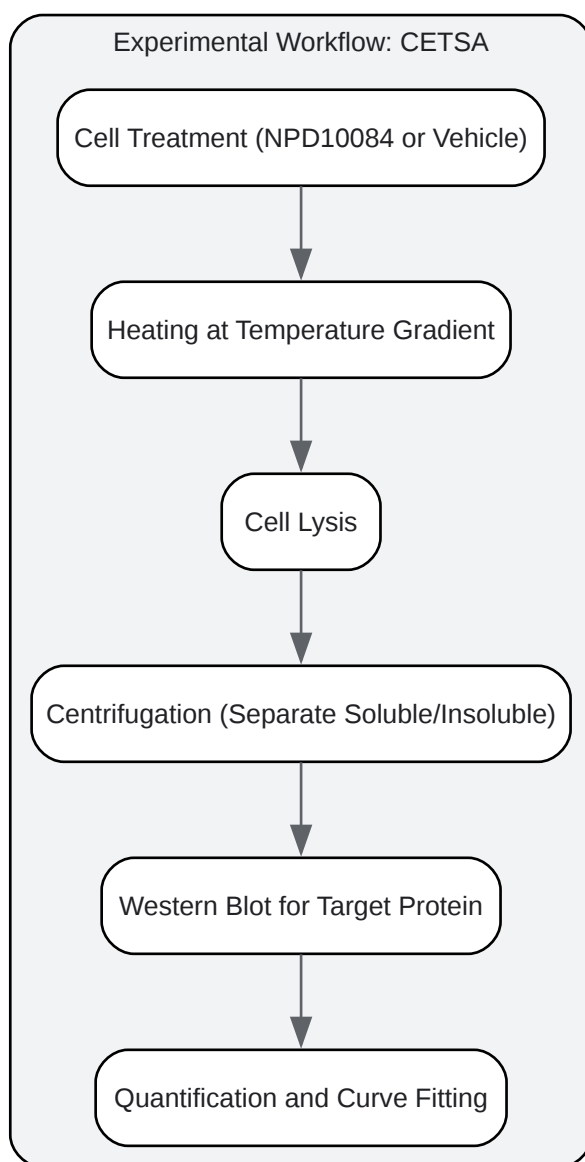 Experimental Workflow: CETSA
Cell Treatment (NPD10084 or Vehicle)
Heating at Temperature Gradient
Cell Lysis
Centrifugation (Separate Soluble/Insoluble)
Western Blot for Target Protein
Quantification and Curve Fitting